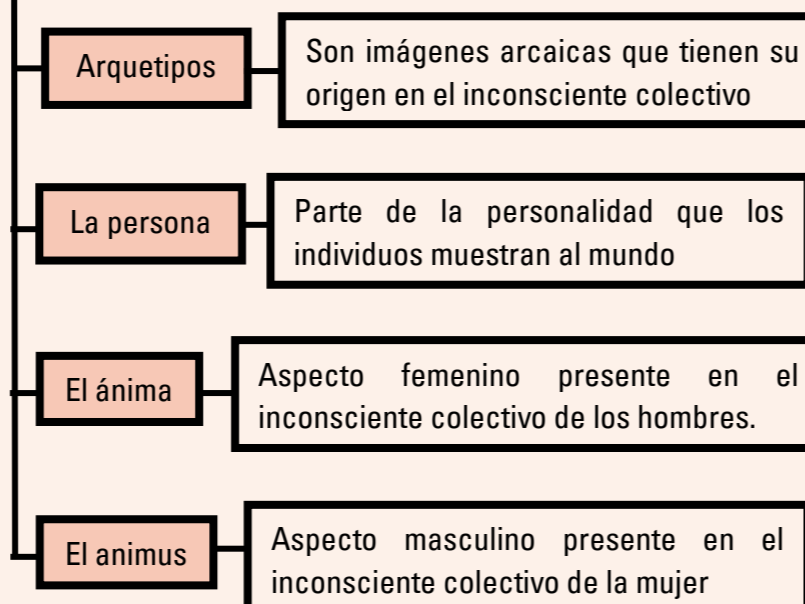 Arquetipos
Son imágenes arcaicas que tienen su
origen en el inconsciente colectivo
La persona
Parte de la personalidad que los
individuos muestran al mundo
El ánima
Aspecto femenino presente en el
inconsciente colectivo de los hombres.
El animus
Aspecto masculino presente en el
inconsciente colectivo de la mujer